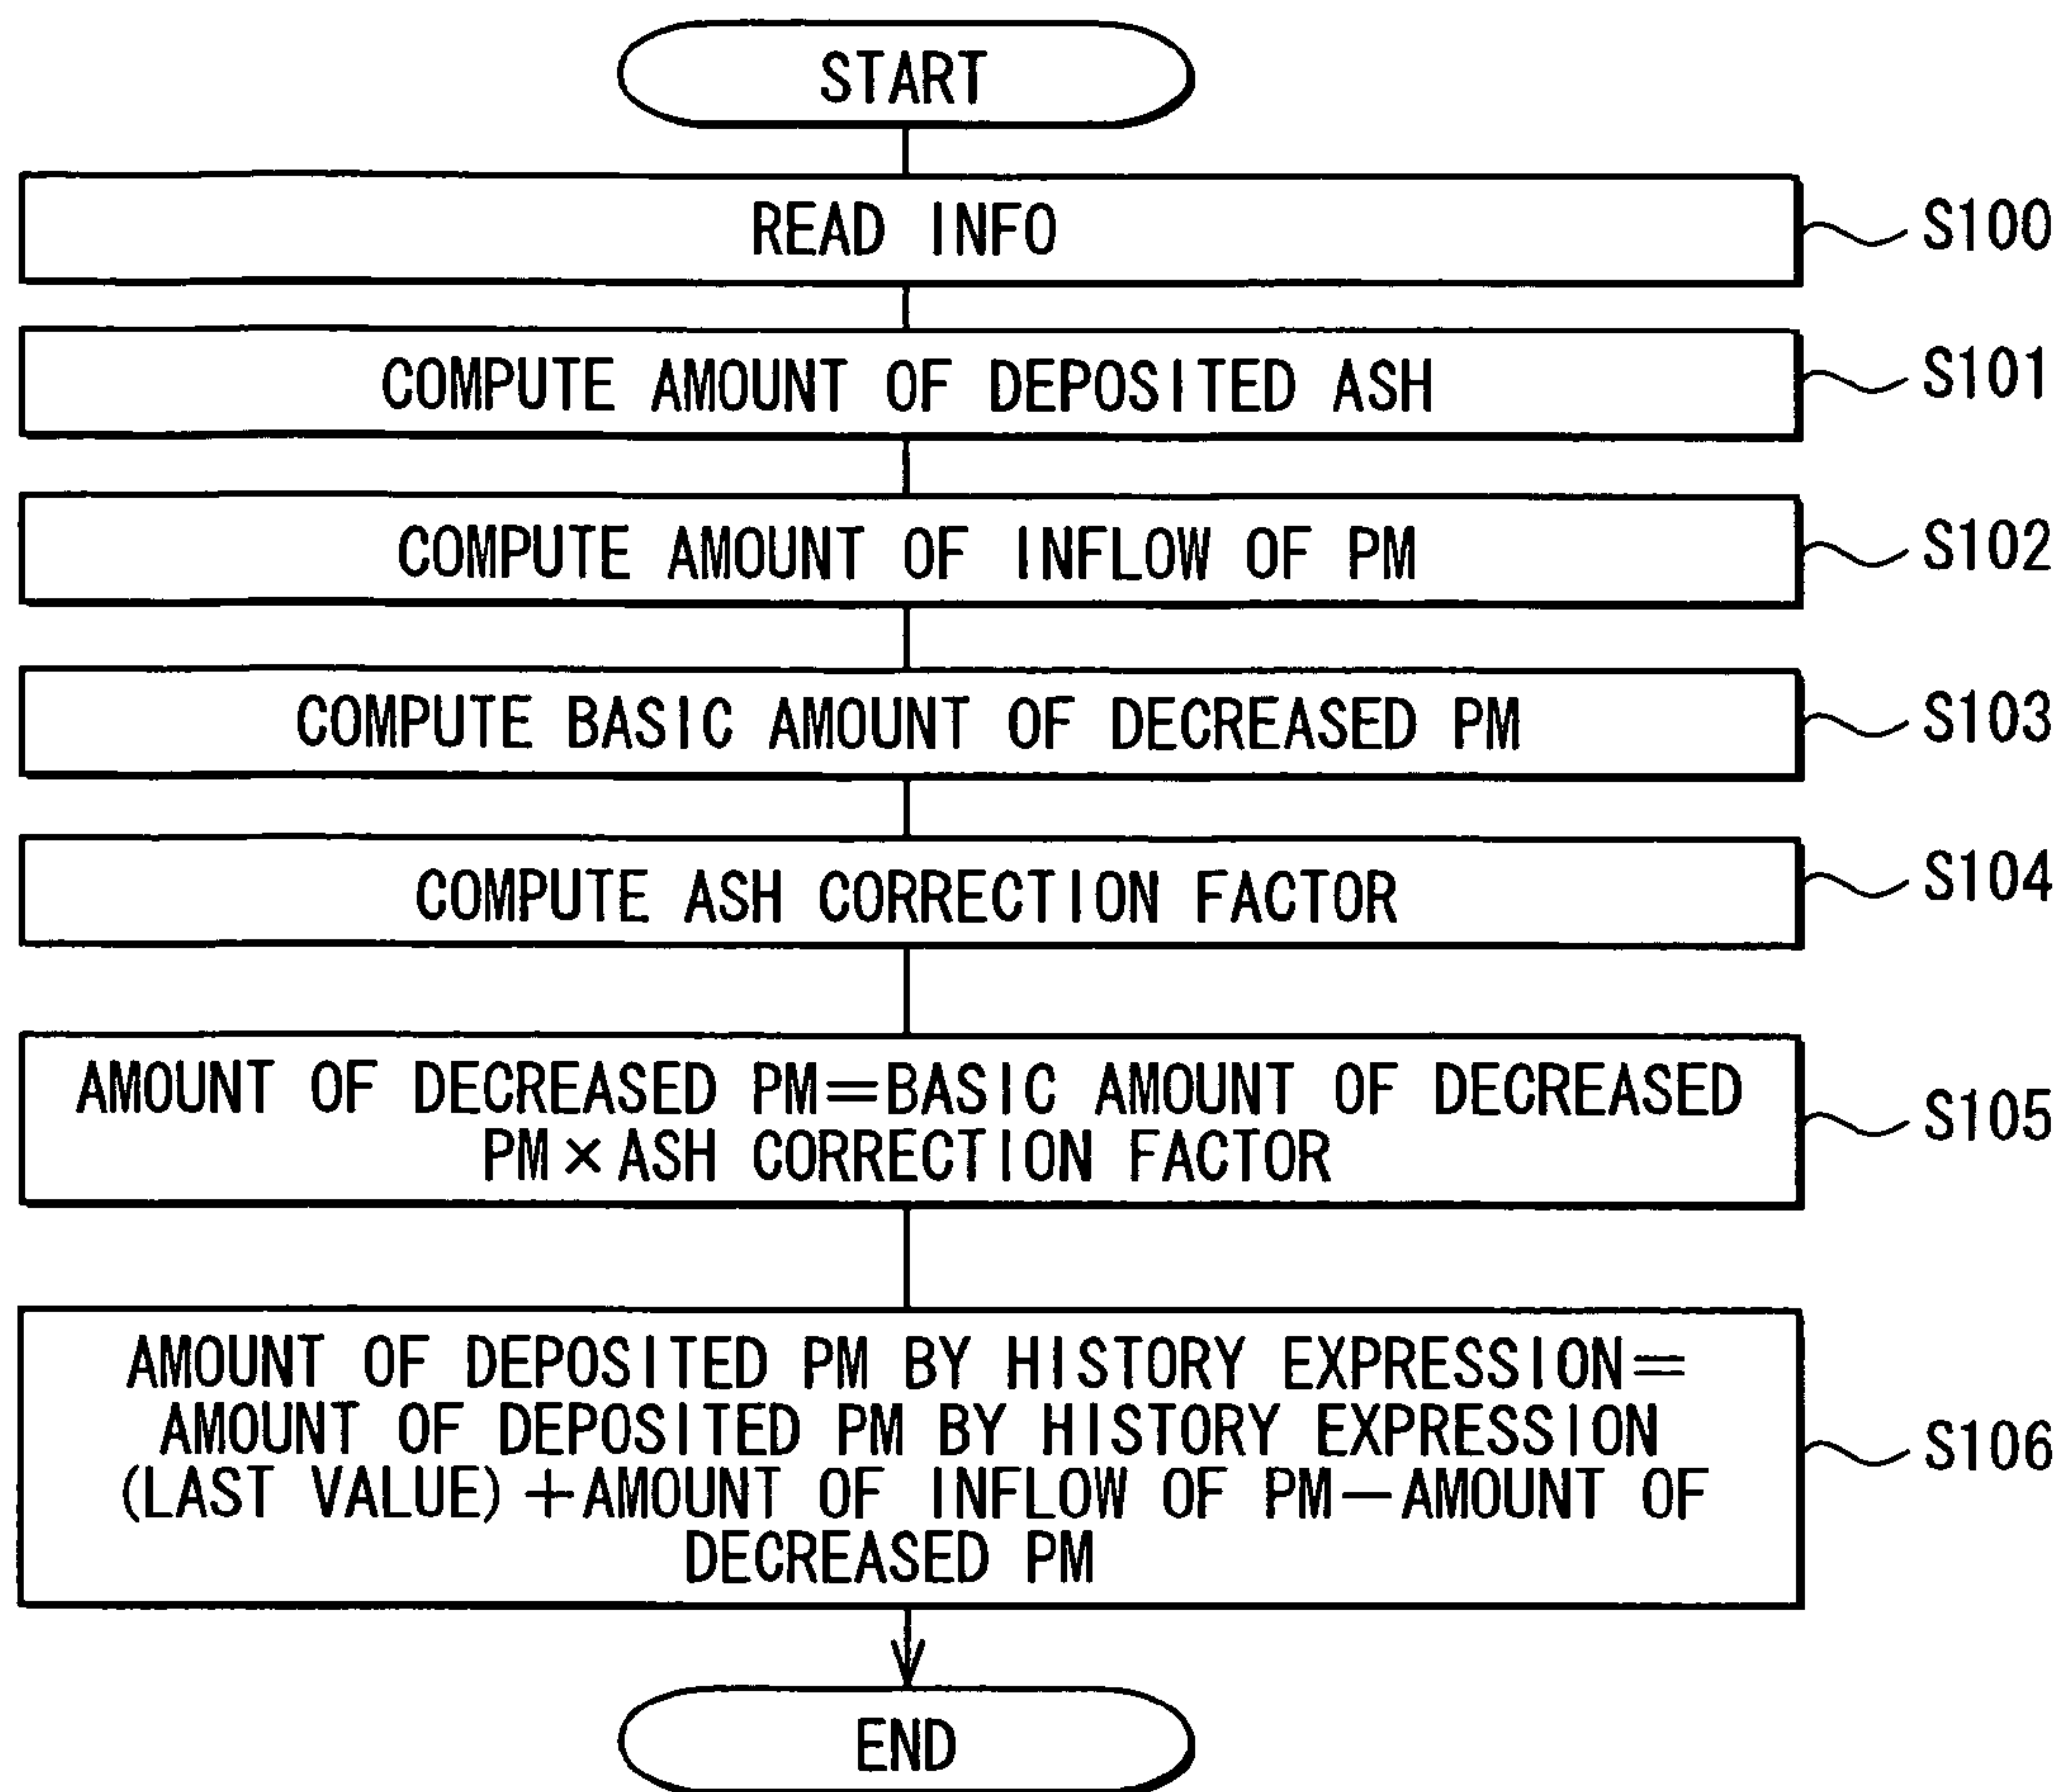 START
READ INFO
S100
COMPUTE AMOUNT OF DEPOSITED ASH
S101
COMPUTE AMOUNT OF INFLOW OF PM
S102
COMPUTE BASIC AMOUNT OF DECREASED PM
S103
COMPUTE ASH CORRECTION FACTOR
S104
AMOUNT OF DECREASED PM=BASIC AMOUNT OF DECREASED
PM×ASH CORRECTION FACTOR
S105
AMOUNT OF DEPOSITED PM BY HISTORY EXPRESSION=
AMOUNT OF DEPOSITED PM BY HISTORY EXPRESSION
(LAST VALUE)+AMOUNT OF INFLOW OF PM−AMOUNT OF
DECREASED PM
S106
END